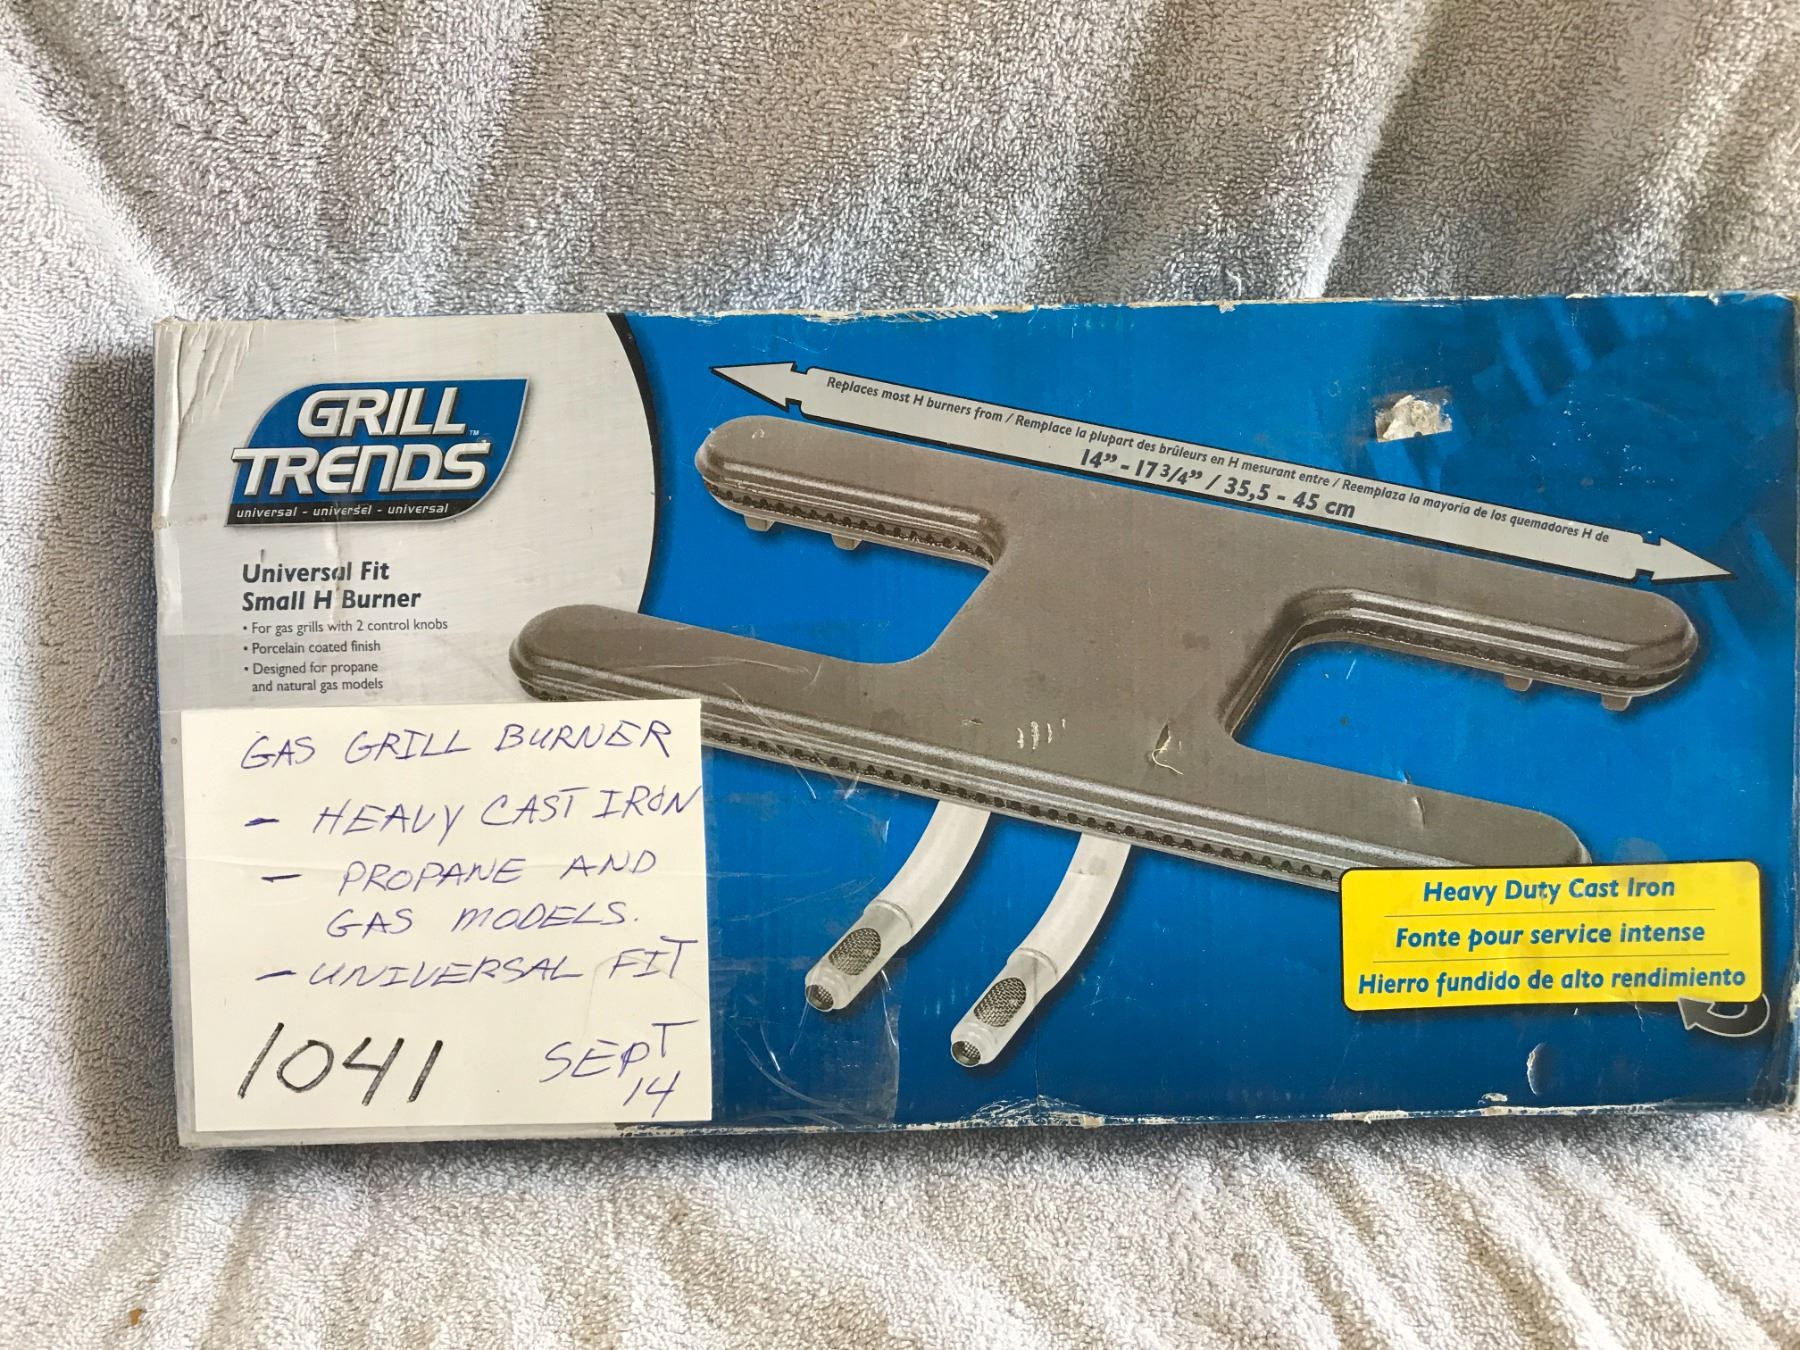 GRILL
TRENDS™
universal - universel - universal
Universal Fit
Small H Burner
• For gas grills with 2 control knobs
• Porcelain coated finish
• Designed for propane
and natural gas models
Replaces most H burners from / Remplace la plupart des brûleurs en H mesurant entre / Reemplaza la mayoría de los quemadores H de
14” - 17 3/4” / 35,5 - 45 cm
GAS GRILL BURNER
- HEAVY CAST IRON
- PROPANE AND
GAS MODELS.
- UNIVERSAL FIT
1041 SEPT
14
Heavy Duty Cast Iron
Fonte pour service intense
Hierro fundido de alto rendimiento